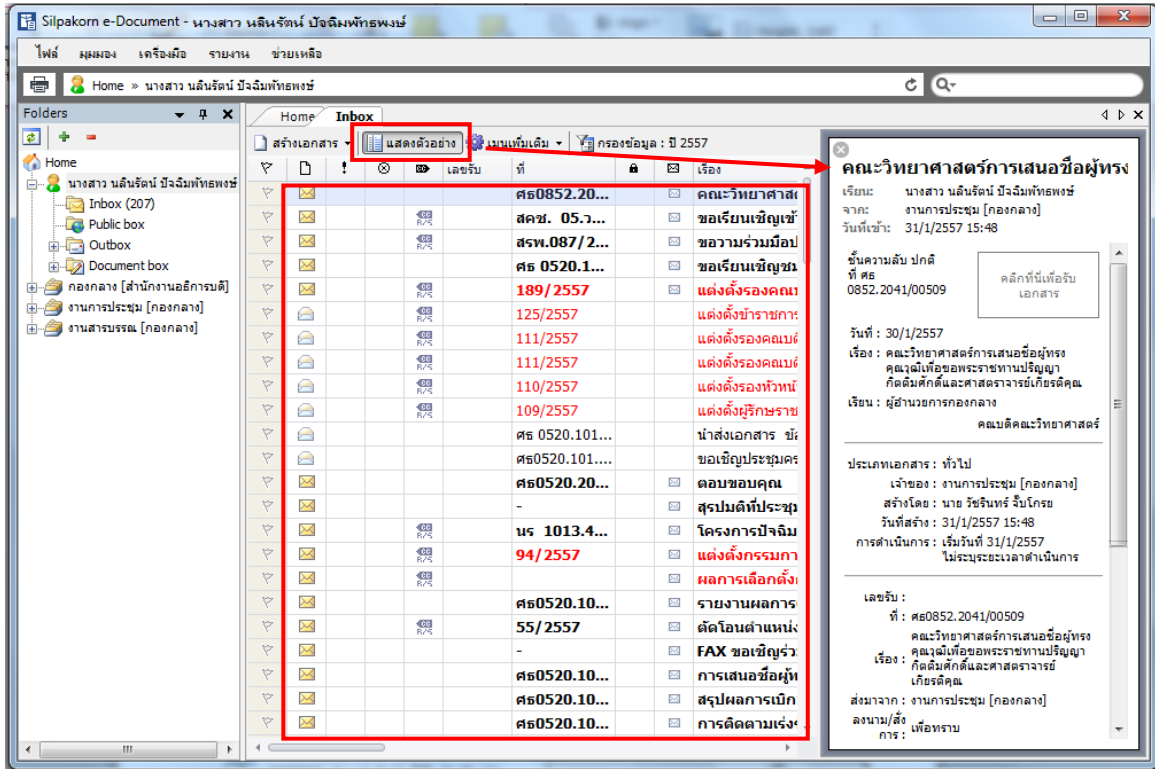 Silpakorn e-Document - นางสาว นลินรัตน์ ปัจฉิมพัทธพงษ์
ไฟล์ มุมมอง เครื่องมือ รายงาน ช่วยเหลือ
Home » นางสาว นลินรัตน์ ปัจฉิมพัทธพงษ์
Folders
Home
นางสาว นลินรัตน์ ปัจฉิมพัทธพงษ์
Inbox (207)
Public box
Outbox
Document box
กองกลาง [สำนักงานอธิการบดี]
งานการประชุม [กองกลาง]
งานสารบรรณ [กองกลาง]
Home Inbox
สร้างเอกสาร แสดงตัวอย่าง เมนูเพิ่มเติม กรองข้อมูล : ปี 2557
เลขรับ ที่ เรื่อง
ศธ0852.20... คณะวิทยาศาสต
สคช. 05.ว... ขอเรียนเชิญเข้
สรพ.087/2... ขอวามร่วมมือป
ศธ 0520.1... ขอเรียนเชิญชม
189/2557 แต่งตั้งรองคณบ
125/2557 แต่งตั้งข้าราชการ
111/2557 แต่งตั้งรองคณบดี
111/2557 แต่งตั้งรองคณบดี
110/2557 แต่งตั้งรองหัวหน้
109/2557 แต่งตั้งผู้รักษราช
ศธ 0520.101... นำส่งเอกสาร ข้อ
ศธ0520.101.... ขอเชิญประชุมคร
ศธ0520.20... ตอบขอบคุณ
- สรุปมติที่ประชุม
นร 1013.4... โครงการปัจฉิม
94/2557 แต่งตั้งกรรมกา
ผลการเลือกตั้ง
ศธ0520.10... รายงานผลการ
55/2557 ตัดโอนตำแหน่ง
- FAX ขอเชิญร่ว
ศธ0520.10... การเสนอชื่อผู้ท
ศธ0520.10... สรุปผลการเบิก
ศธ0520.10... การติดตามเร่ง
คณะวิทยาศาสตร์การเสนอชื่อผู้ทรง
เรียน: นางสาว นลินรัตน์ ปัจฉิมพัทธพงษ์
จาก: งานการประชุม [กองกลาง]
วันที่เข้า: 31/1/2557 15:48
ชั้นความลับ ปกติ
ที่ ศธ
0852.2041/00509
คลิกที่นี่เพื่อรับ
เอกสาร
วันที่ : 30/1/2557
เรื่อง : คณะวิทยาศาสตร์การเสนอชื่อผู้ทรง
คุณวุฒิเพื่อขอพระราชทานปริญญา
กิตติมศักดิ์และศาสตราจารย์เกียรติคุณ
เรียน : ผู้อำนวยการกองกลาง
คณบดีคณะวิทยาศาสตร์
ประเภทเอกสาร : ทั่วไป
เจ้าของ : งานการประชุม [กองกลาง]
สร้างโดย : นาย วัชรินทร์ จั้บโกรย
วันที่สร้าง : 31/1/2557 15:48
การดำเนินการ : เริ่มวันที่ 31/1/2557
ไม่ระบุระยะเวลาดำเนินการ
เลขรับ :
ที่ : ศธ0852.2041/00509
เรื่อง : คณะวิทยาศาสตร์การเสนอชื่อผู้ทรง
คุณวุฒิเพื่อขอพระราชทานปริญญา
กิตติมศักดิ์และศาสตราจารย์
เกียรติคุณ
ส่งมาจาก : งานการประชุม [กองกลาง]
ลงนาม/สั่ง
การ : เพื่อทราบ